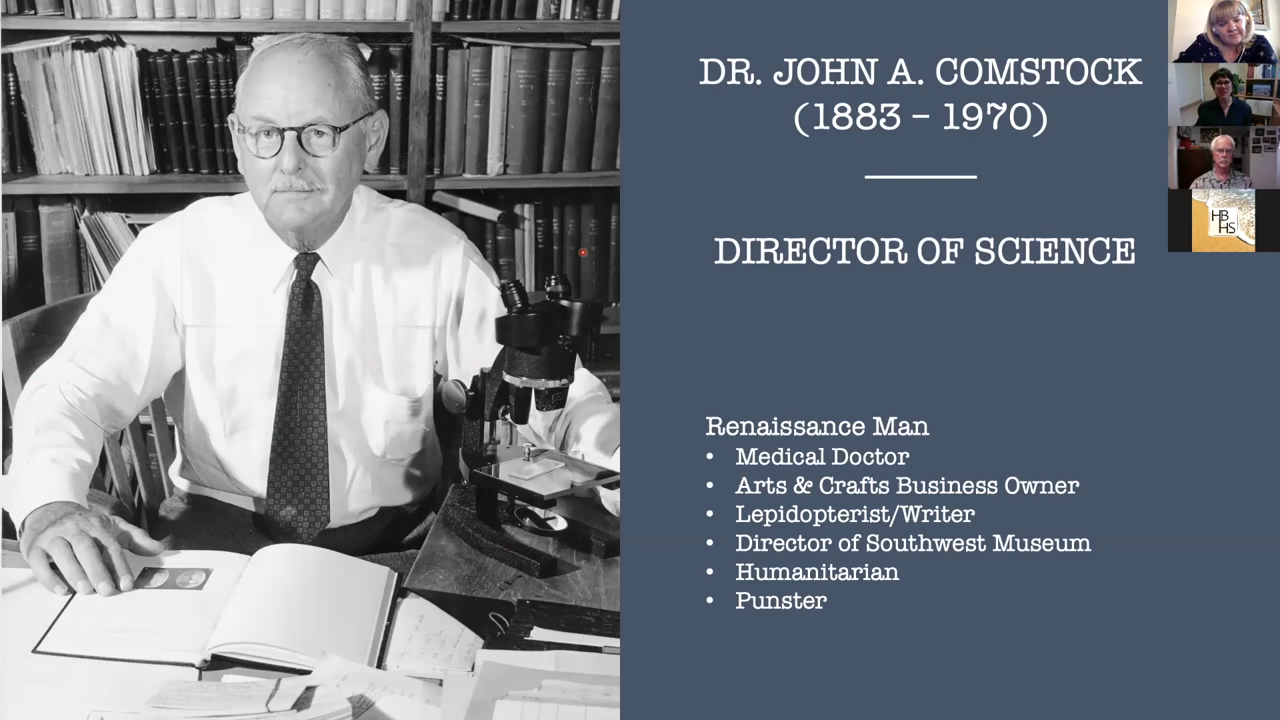 DR. JOHN A. COMSTOCK
(1883 – 1970)
DIRECTOR OF SCIENCE
Renaissance Man
• Medical Doctor
• Arts & Crafts Business Owner
• Lepidopterist/Writer
• Director of Southwest Museum
• Humanitarian
• Punster
HB
HS